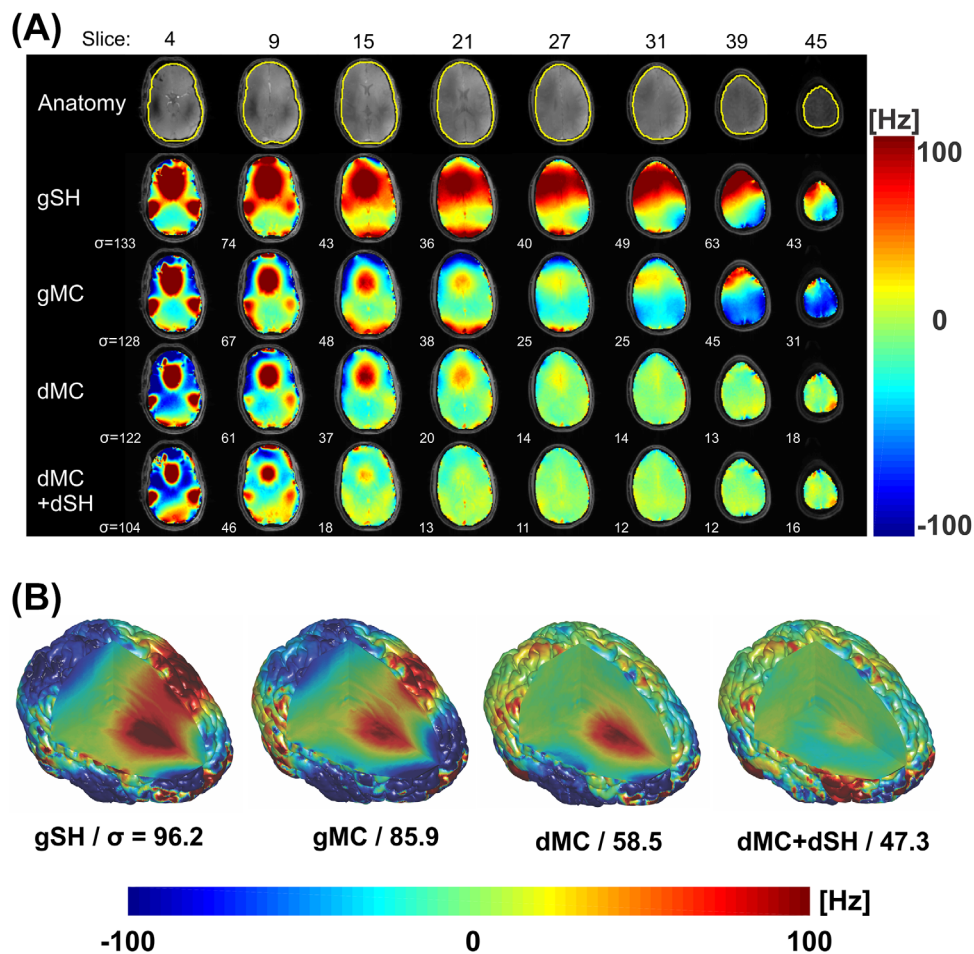 (A)
Slice: 4 9 15 21 27 31 39 45
Anatomy
[Hz]
100
gSH
σ=133 74 43 36 40 49 63 43
gMC
0
σ=128 67 48 38 25 25 45 31
dMC
σ=122 61 37 20 14 14 13 18
dMC
+dSH
σ=104 46 18 13 11 12 12 16
-100
(B)
gSH / σ = 96.2 gMC / 85.9 dMC / 58.5 dMC+dSH / 47.3
[Hz]
-100 0 100